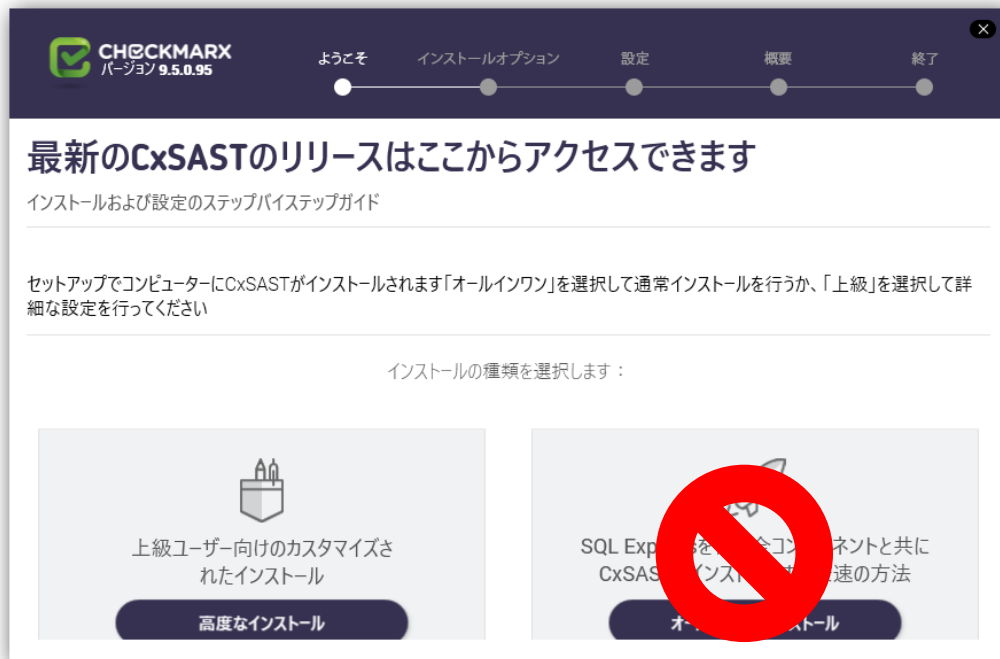 CHECKMARX
バージョン 9.5.0.95
ようこそ インストールオプション 設定 概要 終了
最新のCxSASTのリリースはここからアクセスできます
インストールおよび設定のステップバイステップガイド
セットアップでコンピューターにCxSASTがインストールされます「オールインワン」を選択して通常インストールを行うか、「上級」を選択して詳
細な設定を行ってください
インストールの種類を選択します：
上級ユーザー向けのカスタマイズさ
れたインストール
高度なインストール
SQL Exp を コン ネントと共に
CxSAS インス 速の方法
オー トール